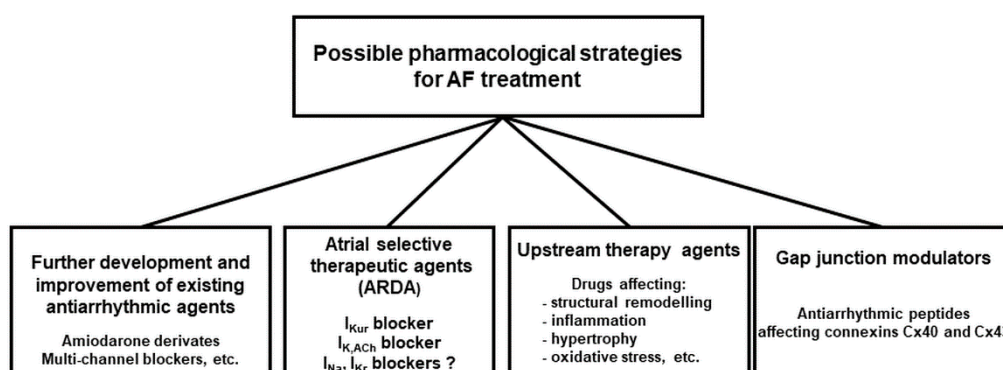 Possible pharmacological strategies
for AF treatment
Further development and
improvement of existing
antiarrhythmic agents
Amiodarone derivates
Multi-channel blockers, etc.
Atrial selective
therapeutic agents
(ARDA)
IKur blocker
IK,ACh blocker
INa, IKr blockers ?
Upstream therapy agents
Drugs affecting:
- structural remodelling
- inflammation
- hypertrophy
- oxidative stress, etc.
Gap junction modulators
Antiarrhythmic peptides
affecting connexins Cx40 and